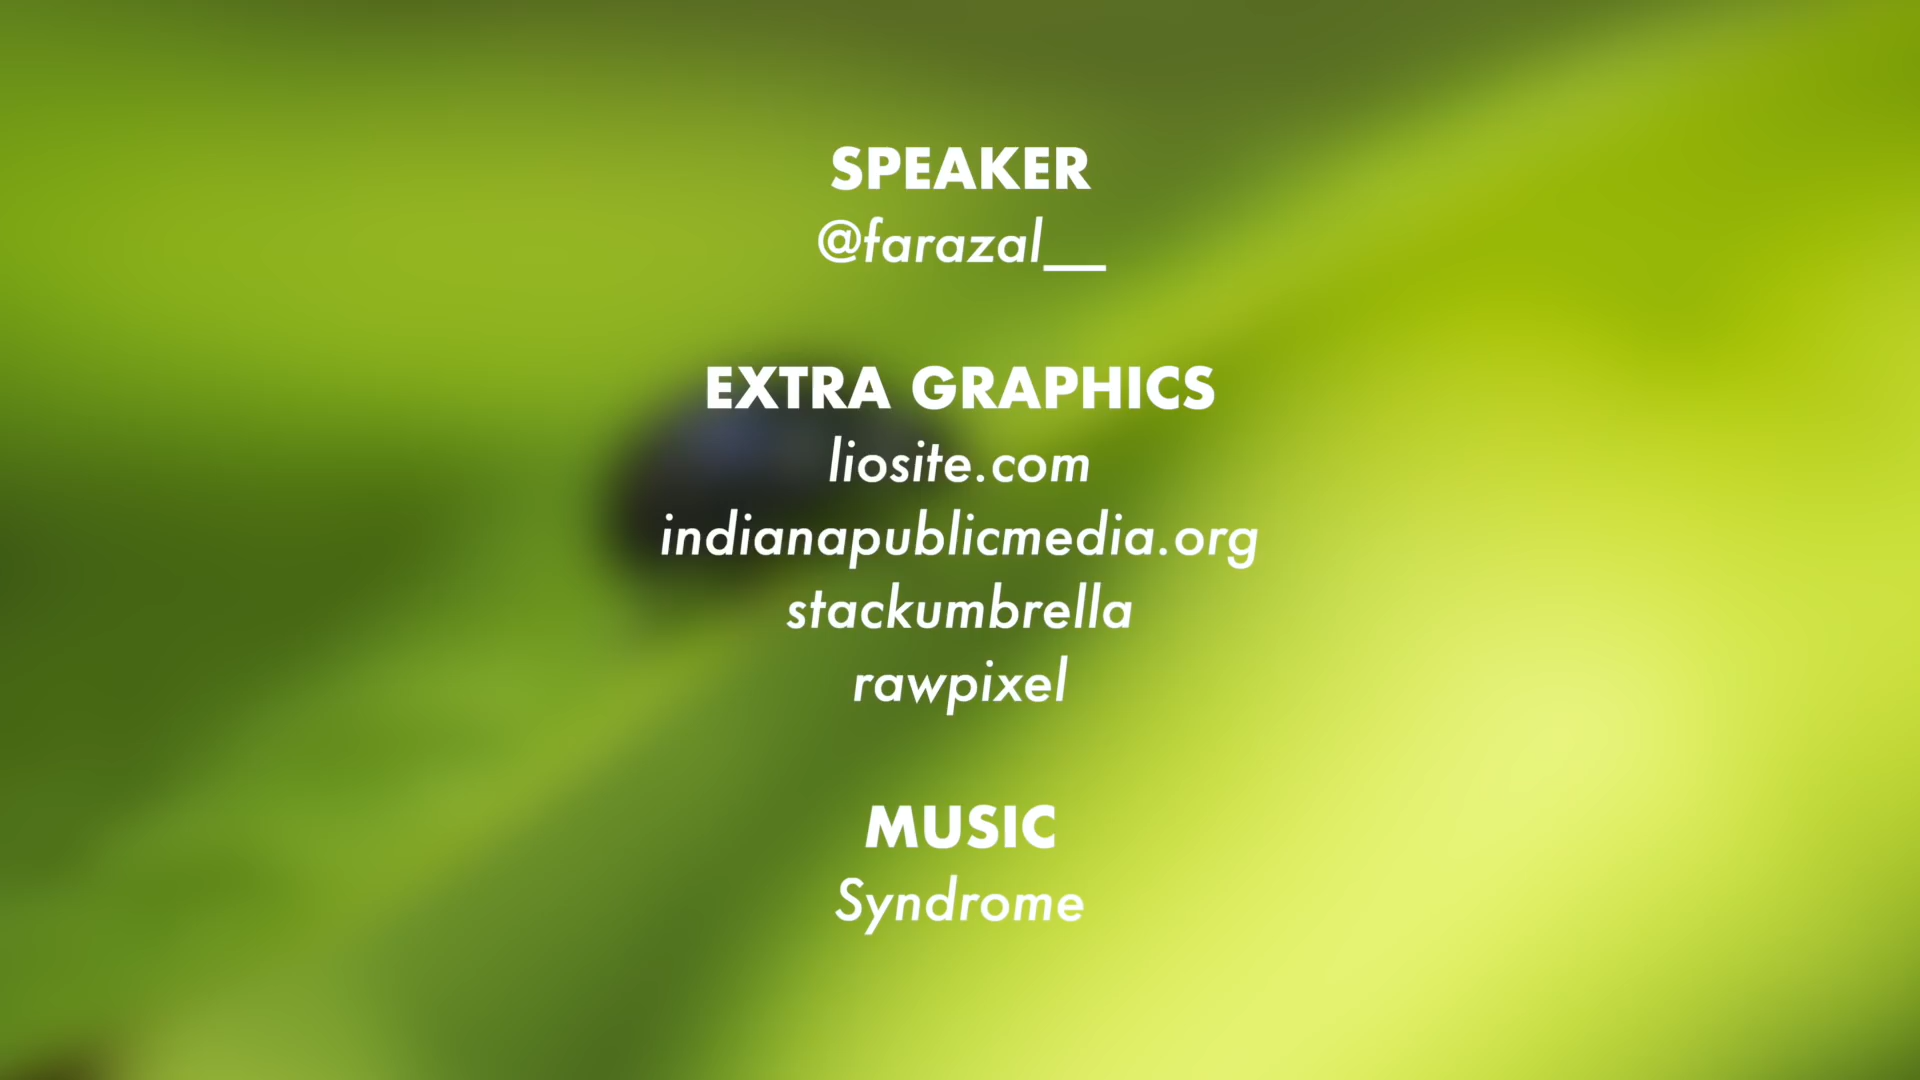 SPEAKER
@farazal__
EXTRA GRAPHICS
liosite.com
indianapublicmedia.org
stackumbrella
rawpixel
MUSIC
Syndrome